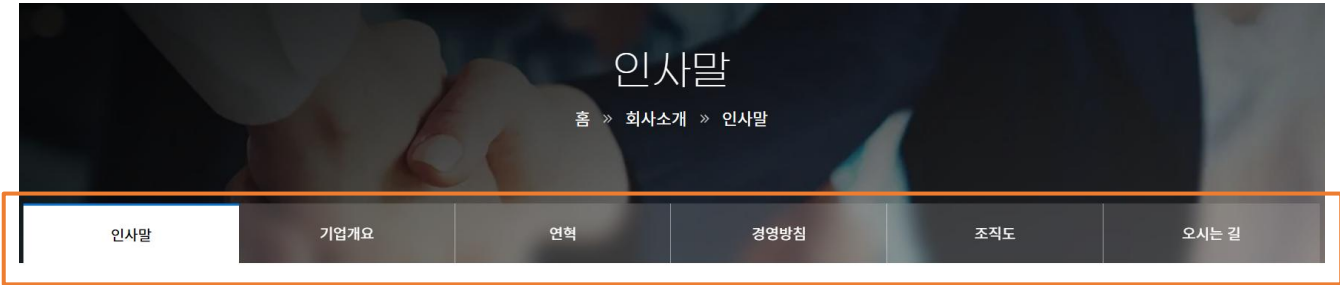 인사말
홈 » 회사소개 » 인사말
인사말 기업개요 연혁 경영방침 조직도 오시는 길